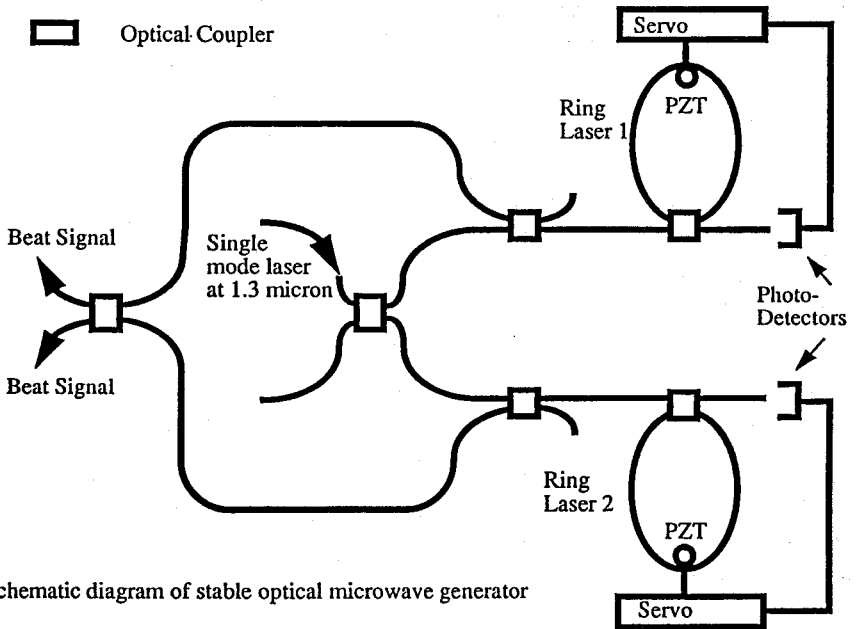 Optical Coupler
Servo
PZT
Ring
Laser 1
Beat Signal
Single
mode laser
at 1.3 micron
Photo-
Detectors
Beat Signal
Ring
Laser 2
PZT
Servo
chematic diagram of stable optical microwave generator